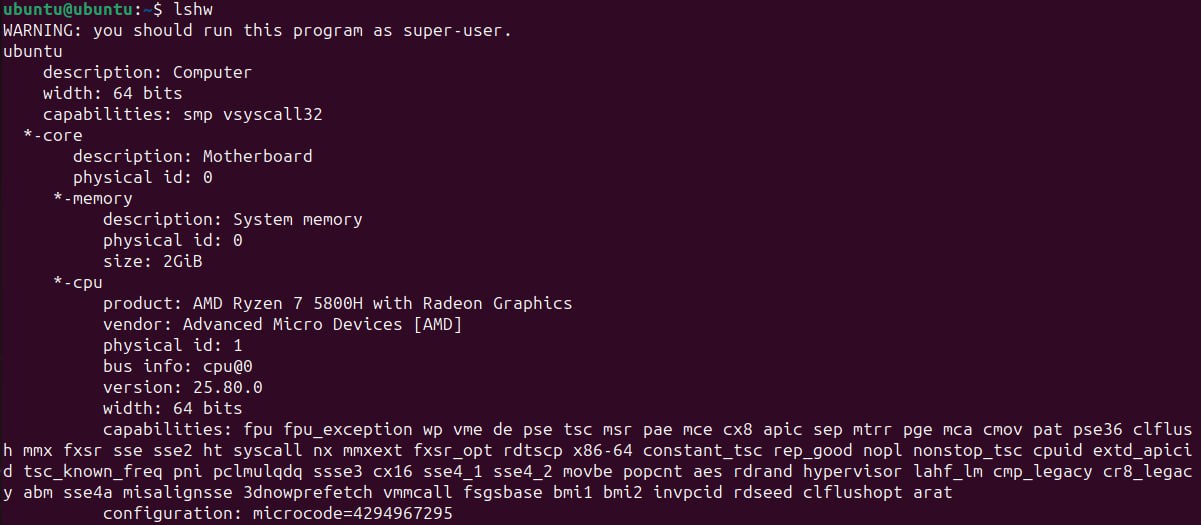 ubuntu@ubuntu:~$ lshw
WARNING: you should run this program as super-user.
ubuntu
    description: Computer
    width: 64 bits
    capabilities: smp vsyscall32
  *-core
       description: Motherboard
       physical id: 0
     *-memory
          description: System memory
          physical id: 0
          size: 2GiB
     *-cpu
          product: AMD Ryzen 7 5800H with Radeon Graphics
          vendor: Advanced Micro Devices [AMD]
          physical id: 1
          bus info: cpu@0
          version: 25.80.0
          width: 64 bits
          capabilities: fpu fpu_exception wp vme de pse tsc msr pae mce cx8 apic sep mtrr pge mca cmov pat pse36 clflus
h mmx fxsr sse sse2 ht syscall nx mmxext fxsr_opt rdtscp x86-64 constant_tsc rep_good nopl nonstop_tsc cpuid extd_apici
d tsc_known_freq pni pclmulqdq ssse3 cx16 sse4_1 sse4_2 movbe popcnt aes rdrand hypervisor lahf_lm cmp_legacy cr8_legac
y abm sse4a misalignsse 3dnowprefetch vmmcall fsgsbase bmi1 bmi2 invpcid rdseed clflushopt arat
          configuration: microcode=4294967295